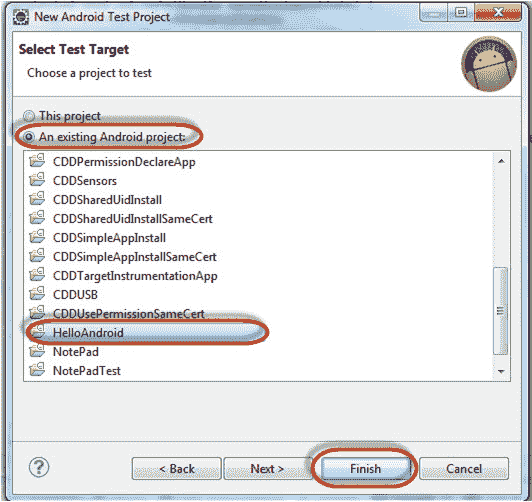 New Android Test Project
Select Test Target
Choose a project to test
This project
An existing Android project:
CDDPermissionDeclareApp
CDDSensors
CDDSharedUidInstall
CDDSharedUidInstallSameCert
CDDSimpleAppInstall
CDDSimpleAppInstallSameCert
CDDTargetInstrumentationApp
CDDUSB
CDDUsePermissionSameCert
HelloAndroid
NotePad
NotePadTest
? < Back Next > Finish Cancel